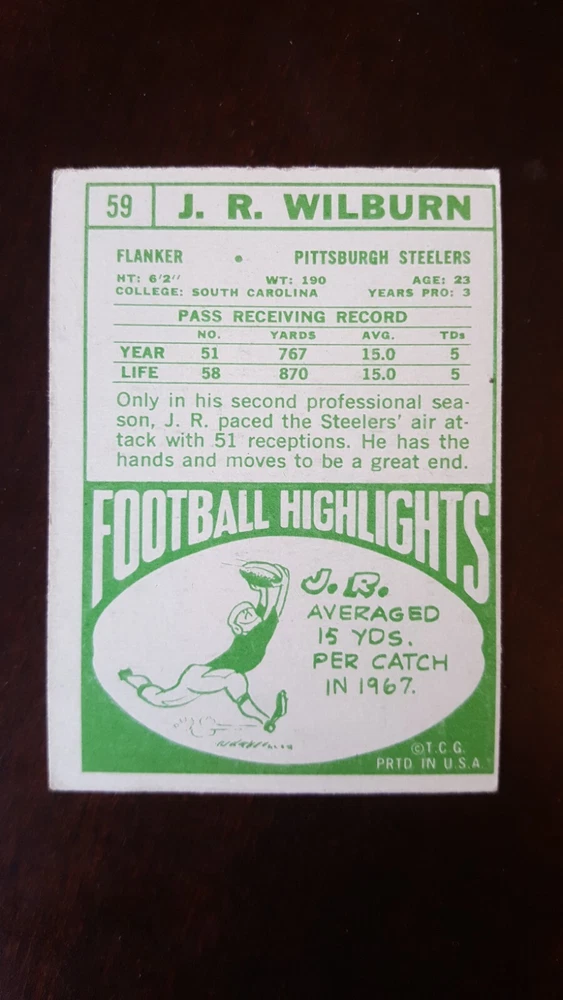 59 J. R. WILBURN
FLANKER • PITTSBURGH STEELERS
HT: 6'2" WT: 190 AGE: 23
COLLEGE: SOUTH CAROLINA YEARS PRO: 3
PASS RECEIVING RECORD
NO. YARDS AVG. TDs
YEAR 51 767 15.0 5
LIFE 58 870 15.0 5
Only in his second professional sea-
son, J. R. paced the Steelers' air at-
tack with 51 receptions. He has the
hands and moves to be a great end.
FOOTBALL HIGHLIGHTS
J.R.
AVERAGED
15 YDS.
PER CATCH
IN 1967.
©T.C.G.
PRTD IN U.S.A.